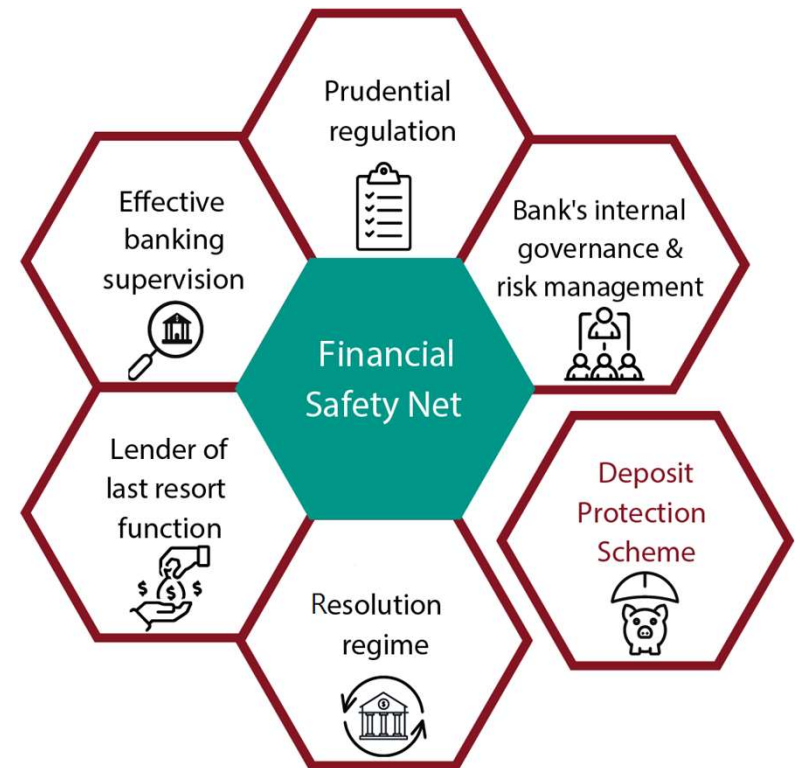 Prudential
regulation
Effective
banking
supervision
Bank's internal
governance &
risk management
Financial
Safety Net
Lender of
last resort
function
$ $ $
Deposit
Protection
Scheme
Resolution
regime
$